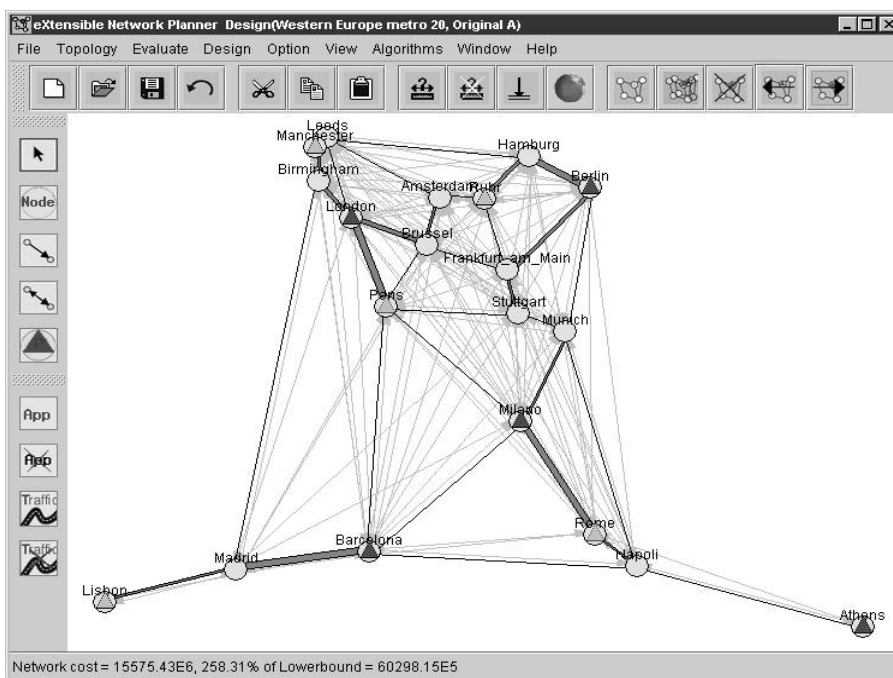 eXtensible Network Planner Design(Western Europe metro 20, Original A)
File Topology Evaluate Design Option View Algorithms Window Help
Leeds
Manchester
Hamburg
Birmingham
Berlin
Amsterdam
Ruhr
Node
London
Brussel
Frankfurt_am_Main
Paris
Stuttgart
Munich
App
Milano
App
Traffic
Rome
Barcelona
Napoli
Madrid
Traffic
Lisbon
Athens
Network cost = 15575.43E6, 258.31% of Lowerbound = 60298.15E5